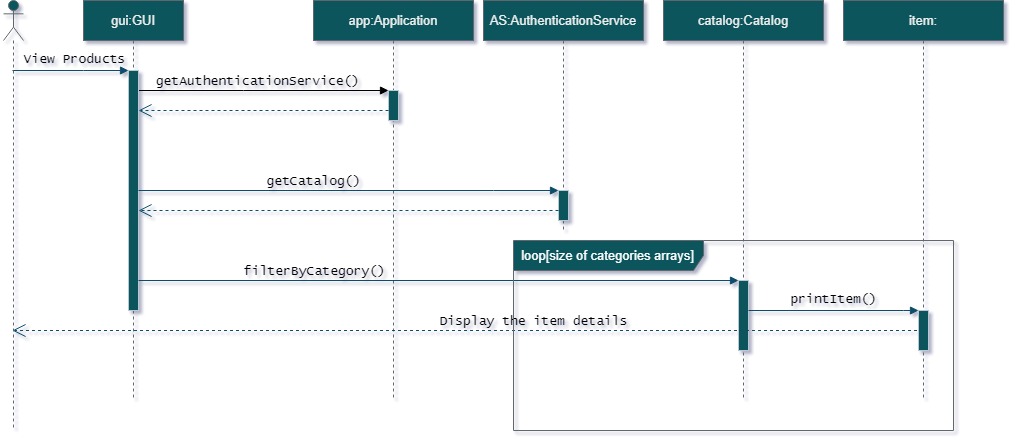 gui:GUI
app:Application
AS:AuthenticationService
catalog:Catalog
item:
View Products
getAuthenticationService()
getCatalog()
loop[size of categories arrays]
filterByCategory()
printItem()
Display the item details